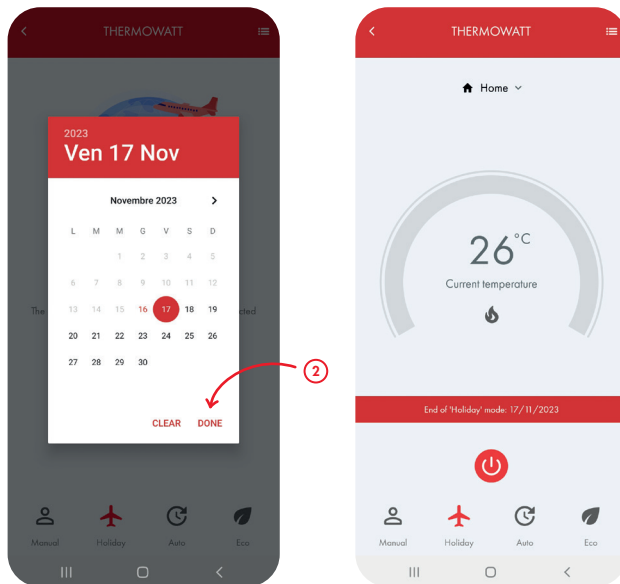 THERMOWATT
2023
Ven 17 Nov
Novembre 2023
L M M G V S D
1 2 3 4 5
6 7 8 9 10 11 12
The
13 14 15 16 17 18 19
cted
20 21 22 23 24 25 26
27 28 29 30
2
CLEAR DONE
Manual Holiday Auto Eco
THERMOWATT
Home
26°C
Current temperature
End of 'Holiday' mode: 17/11/2023
Manual Holiday Auto Eco